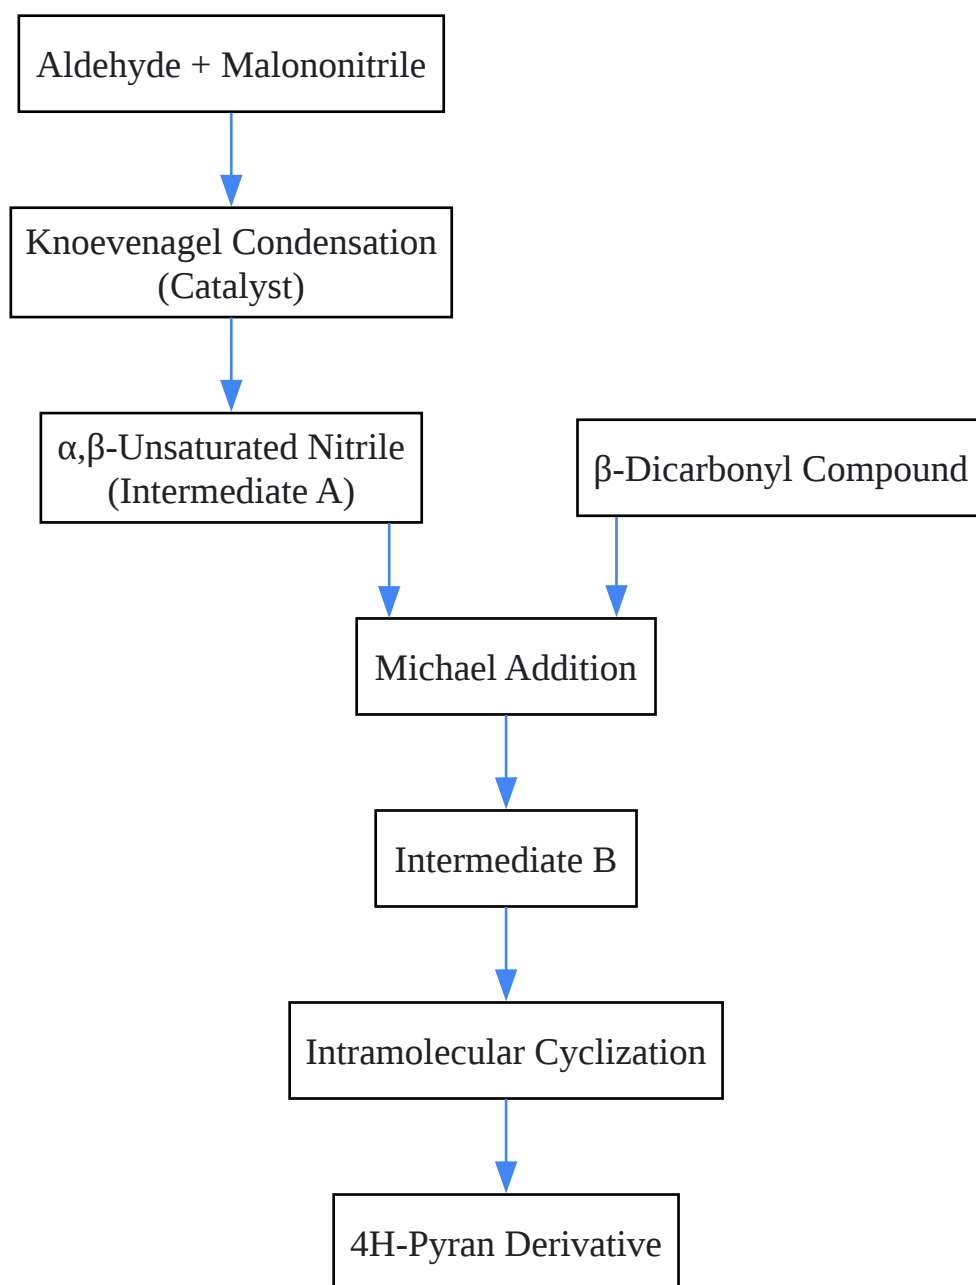 Aldehyde + Malononitrile
Knoevenagel Condensation
(Catalyst)
α,β-Unsaturated Nitrile
(Intermediate A)
β-Dicarbonyl Compound
Michael Addition
Intermediate B
Intramolecular Cyclization
4H-Pyran Derivative